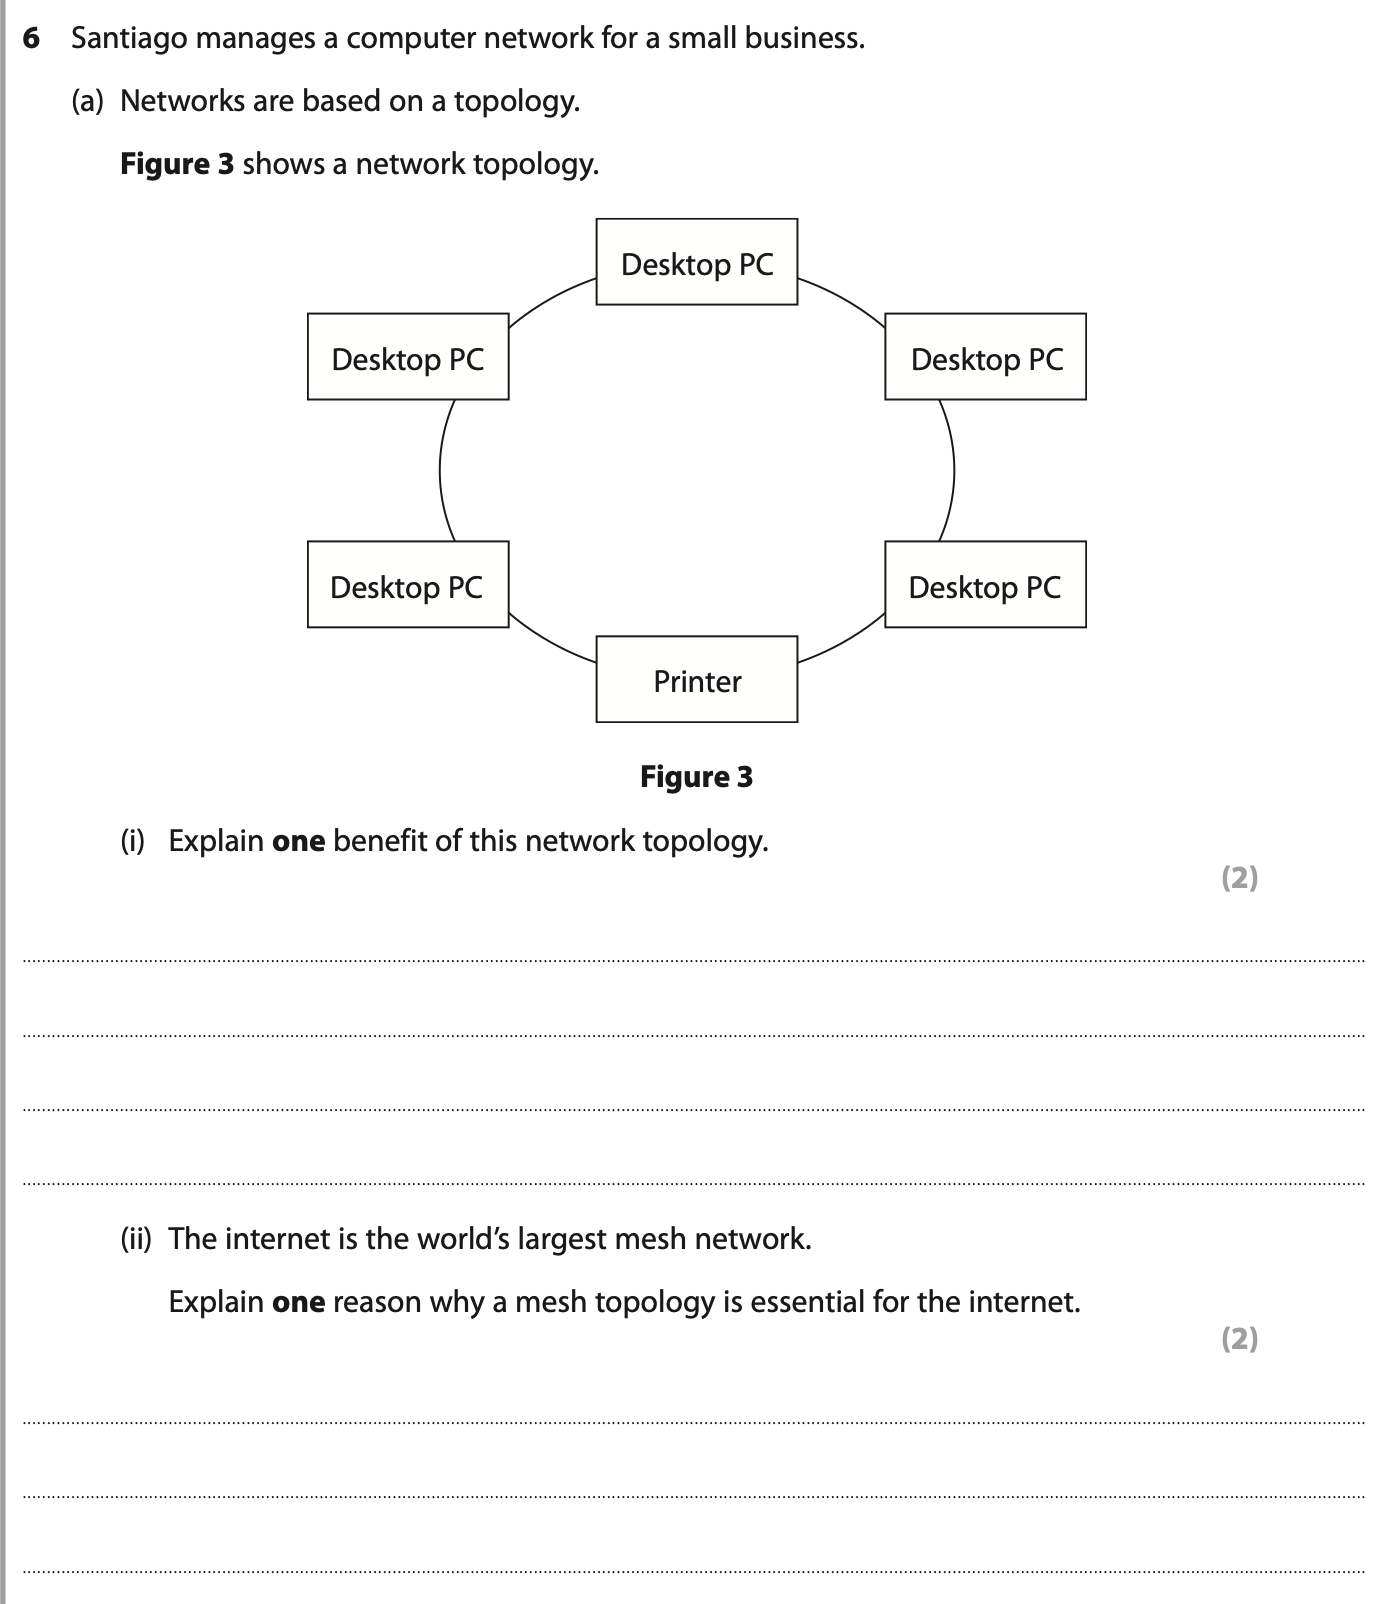 6 Santiago manages a computer network for a small business.
(a) Networks are based on a topology.
Figure 3 shows a network topology.
Desktop PC
Desktop PC
Desktop PC
Desktop PC
Desktop PC
Printer
Figure 3
(i) Explain one benefit of this network topology.
(2)
(ii) The internet is the world’s largest mesh network.
Explain one reason why a mesh topology is essential for the internet.
(2)